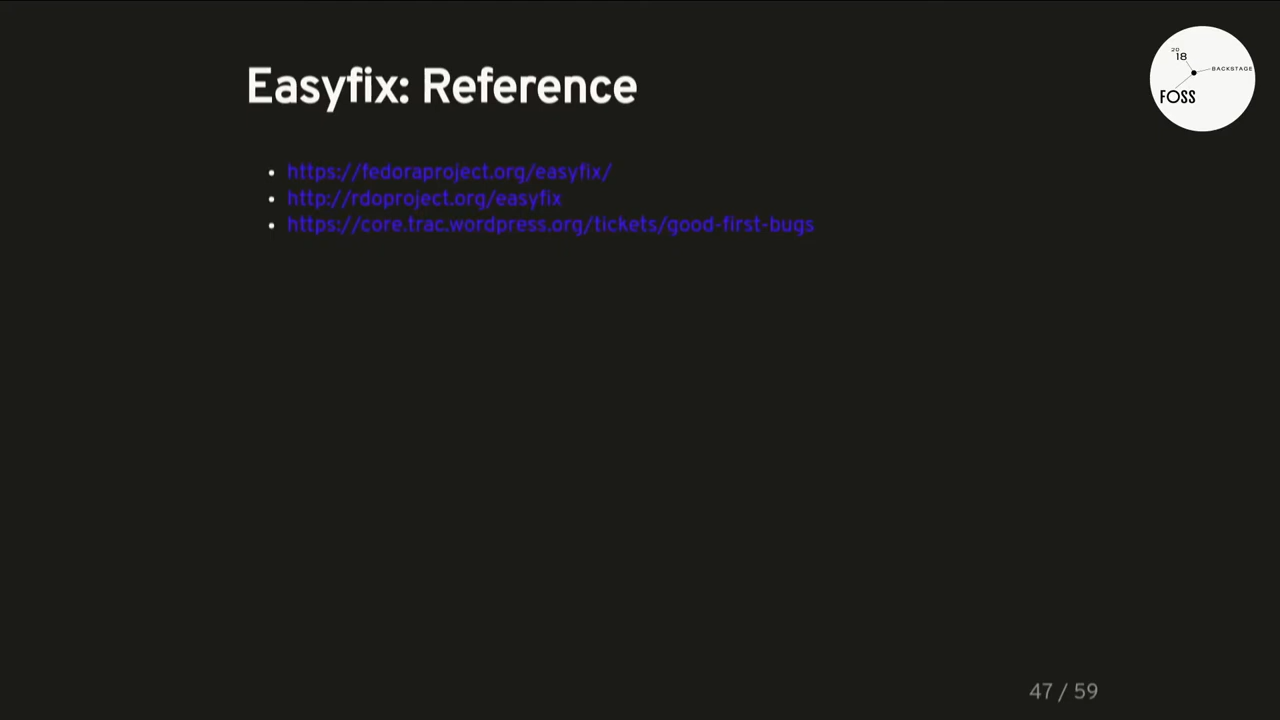 Easyfix: Reference
https://fedoraproject.org/easyfix/
http://rdoproject.org/easyfix
https://core.trac.wordpress.org/tickets/good-first-bugs
20
18
BACKSTAGE
FOSS
47 / 59